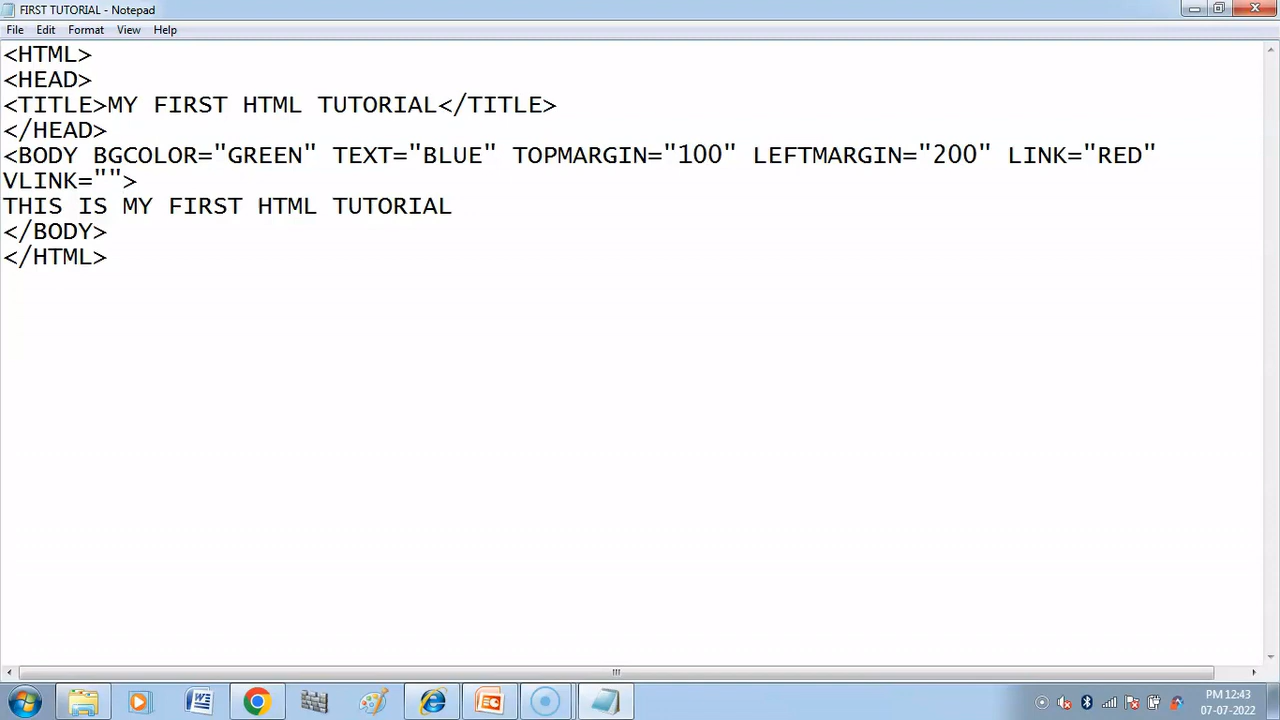 FIRST TUTORIAL - Notepad
File Edit Format View Help
<HTML>
<HEAD>
<TITLE>MY FIRST HTML TUTORIAL</TITLE>
</HEAD>
<BODY BGCOLOR="GREEN" TEXT="BLUE" TOPMARGIN="100" LEFTMARGIN="200" LINK="RED"
VLINK="">
THIS IS MY FIRST HTML TUTORIAL
</BODY>
</HTML>
PM 12:43
07-07-2022